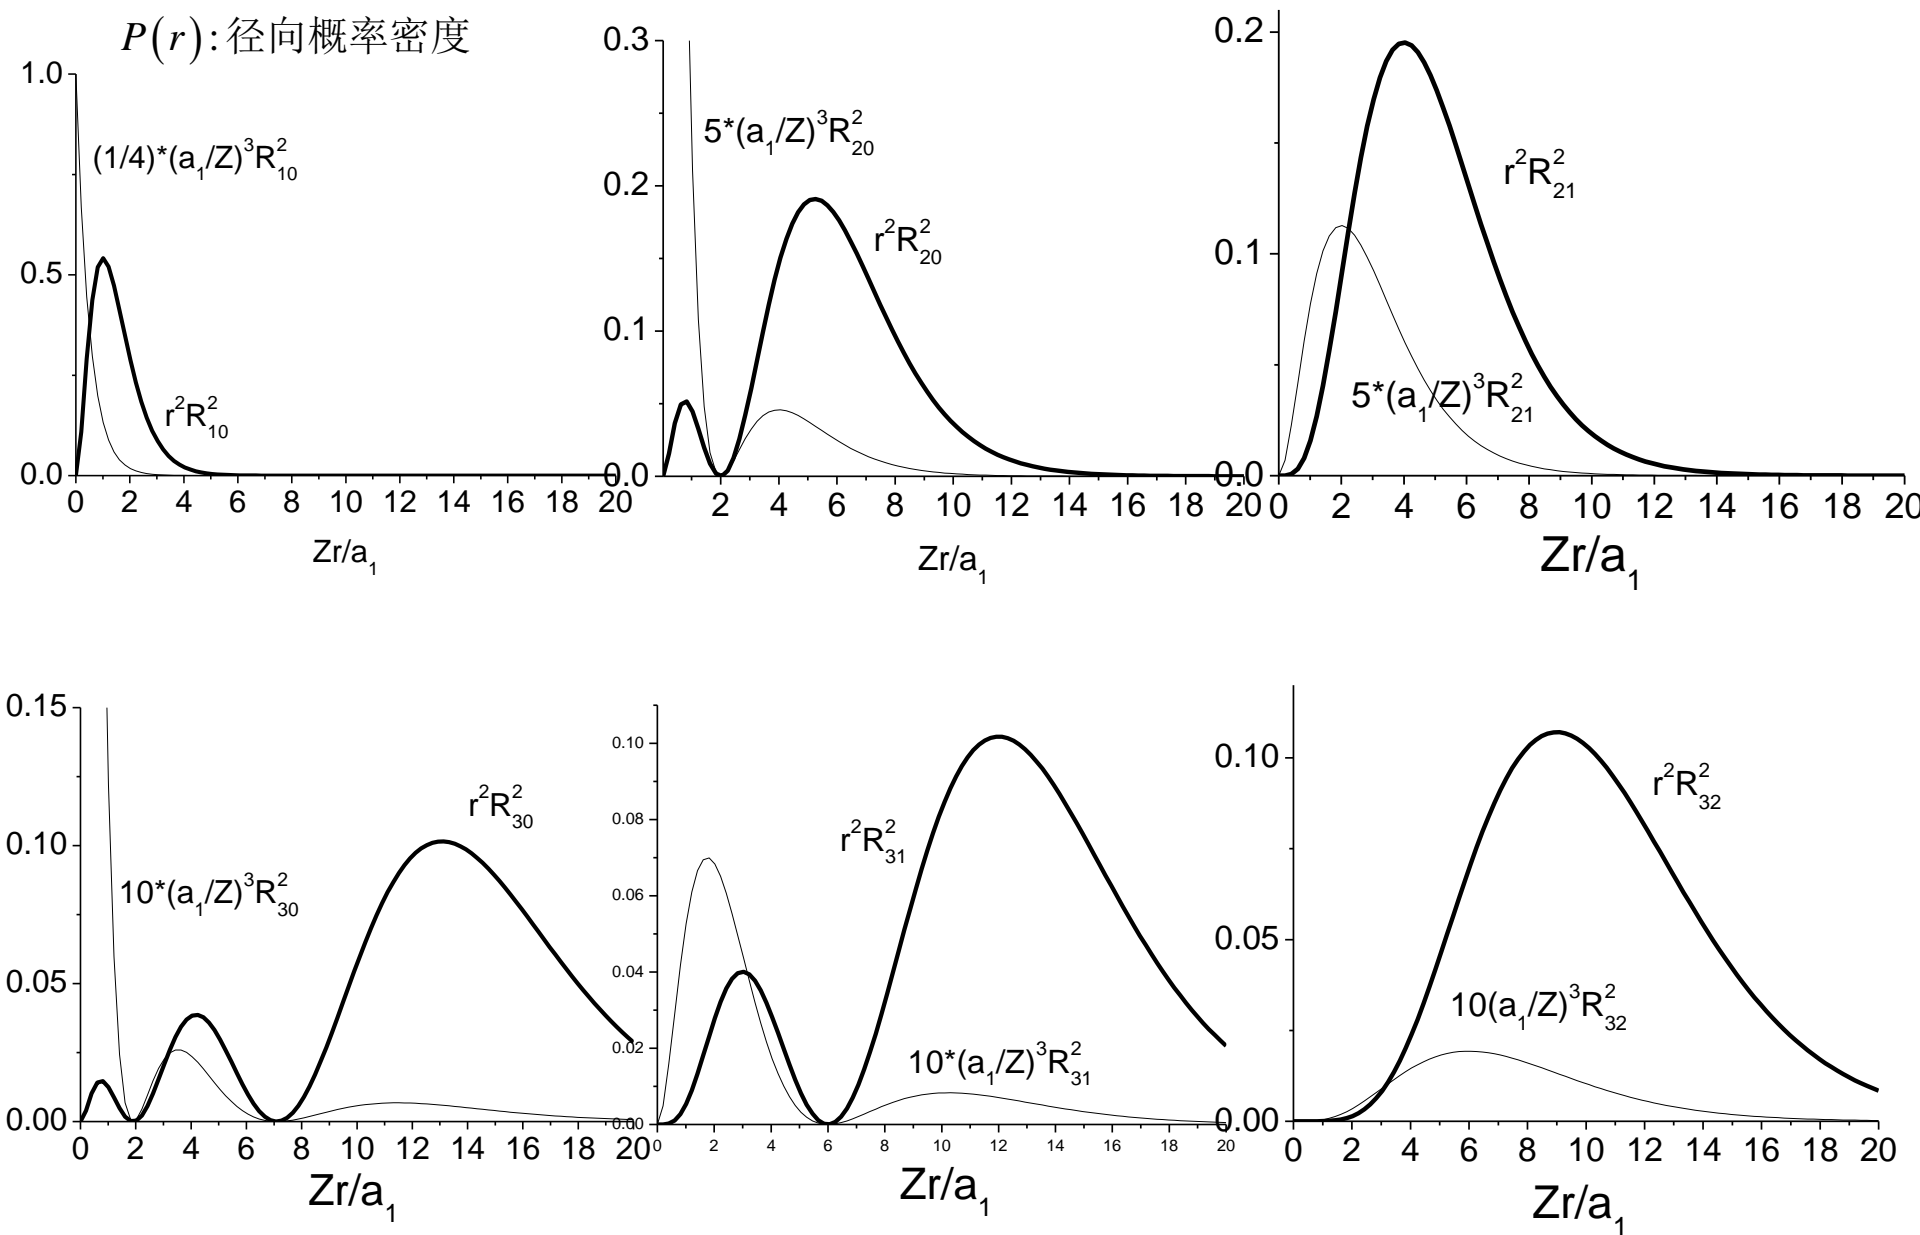 P(r):径向概率密度
1.0
0.5
0.0
(1/4)*(a₁/Z)³R²₁₀
r²R²₁₀
0 2 4 6 8 10 12 14 16 18 20
Zr/a₁
0.3
0.2
0.1
0.0
5*(a₁/Z)³R²₂₀
r²R²₂₀
2 4 6 8 10 12 14 16 18 20
Zr/a₁
0.2
0.1
0.0
r²R²₂₁
5*(a₁/Z)³R²₂₁
0 2 4 6 8 10 12 14 16 18 20
Zr/a₁
0.15
0.10
0.05
0.00
r²R²₃₀
10*(a₁/Z)³R²₃₀
0 2 4 6 8 10 12 14 16 18 20
Zr/a₁
0.10
0.08
0.06
0.04
0.02
0.00
r²R²₃₁
10*(a₁/Z)³R²₃₁
0 2 4 6 8 10 12 14 16 18 20
Zr/a₁
0.10
0.05
0.00
r²R²₃₂
10(a₁/Z)³R²₃₂
0 2 4 6 8 10 12 14 16 18 20
Zr/a₁